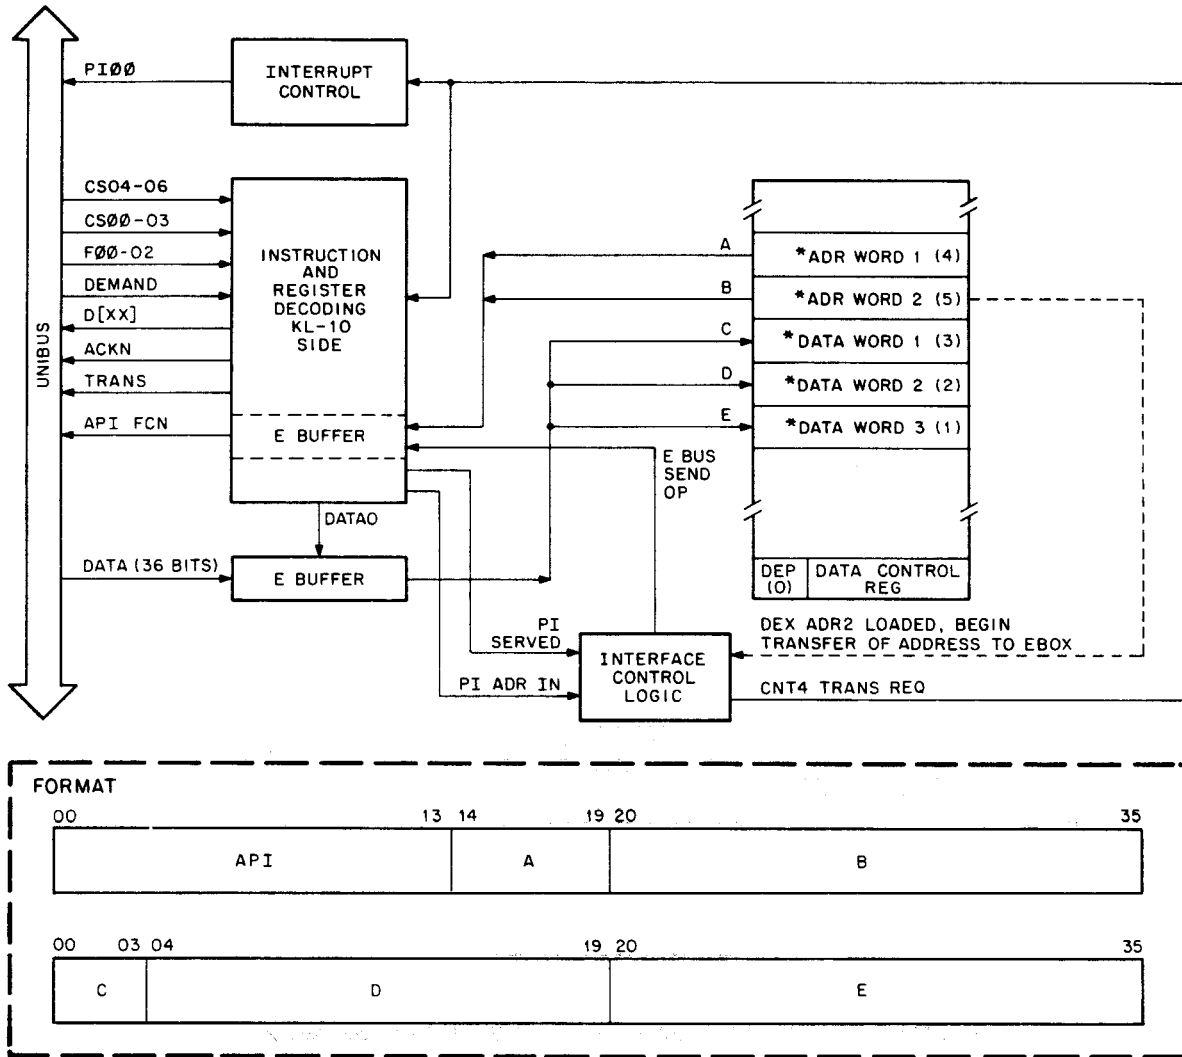 PIØØ
INTERRUPT
CONTROL
CS04-06
CSØØ-03
FØØ-02
DEMAND
D[XX]
ACKN
TRANS
API FCN
UNIBUS
INSTRUCTION
AND
REGISTER
DECODING
KL-10
SIDE
E BUFFER
DATAO
DATA (36 BITS)
E BUFFER
A
B
C
D
E
*ADR WORD 1 (4)
*ADR WORD 2 (5)
*DATA WORD 1 (3)
*DATA WORD 2 (2)
*DATA WORD 3 (1)
E BUS
SEND
OP
DEP
(0)
DATA CONTROL
REG
PI
SERVED
PI ADR IN
INTERFACE
CONTROL
LOGIC
DEX ADR2 LOADED, BEGIN
TRANSFER OF ADDRESS TO EBOX
CNT4 TRANS REQ
FORMAT
00 13 14 19 20 35
API A B
00 03 04 19 20 35
C D E